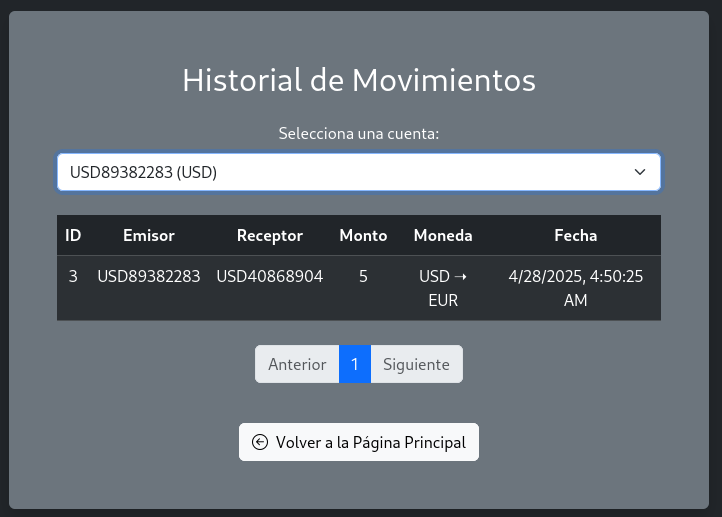 Historial de Movimientos
Selecciona una cuenta:
USD89382283 (USD)
ID Emisor Receptor Monto Moneda Fecha
3 USD89382283 USD40868904 5 USD ➝ 4/28/2025, 4:50:25
EUR AM
Anterior 1 Siguiente
Volver a la Página Principal